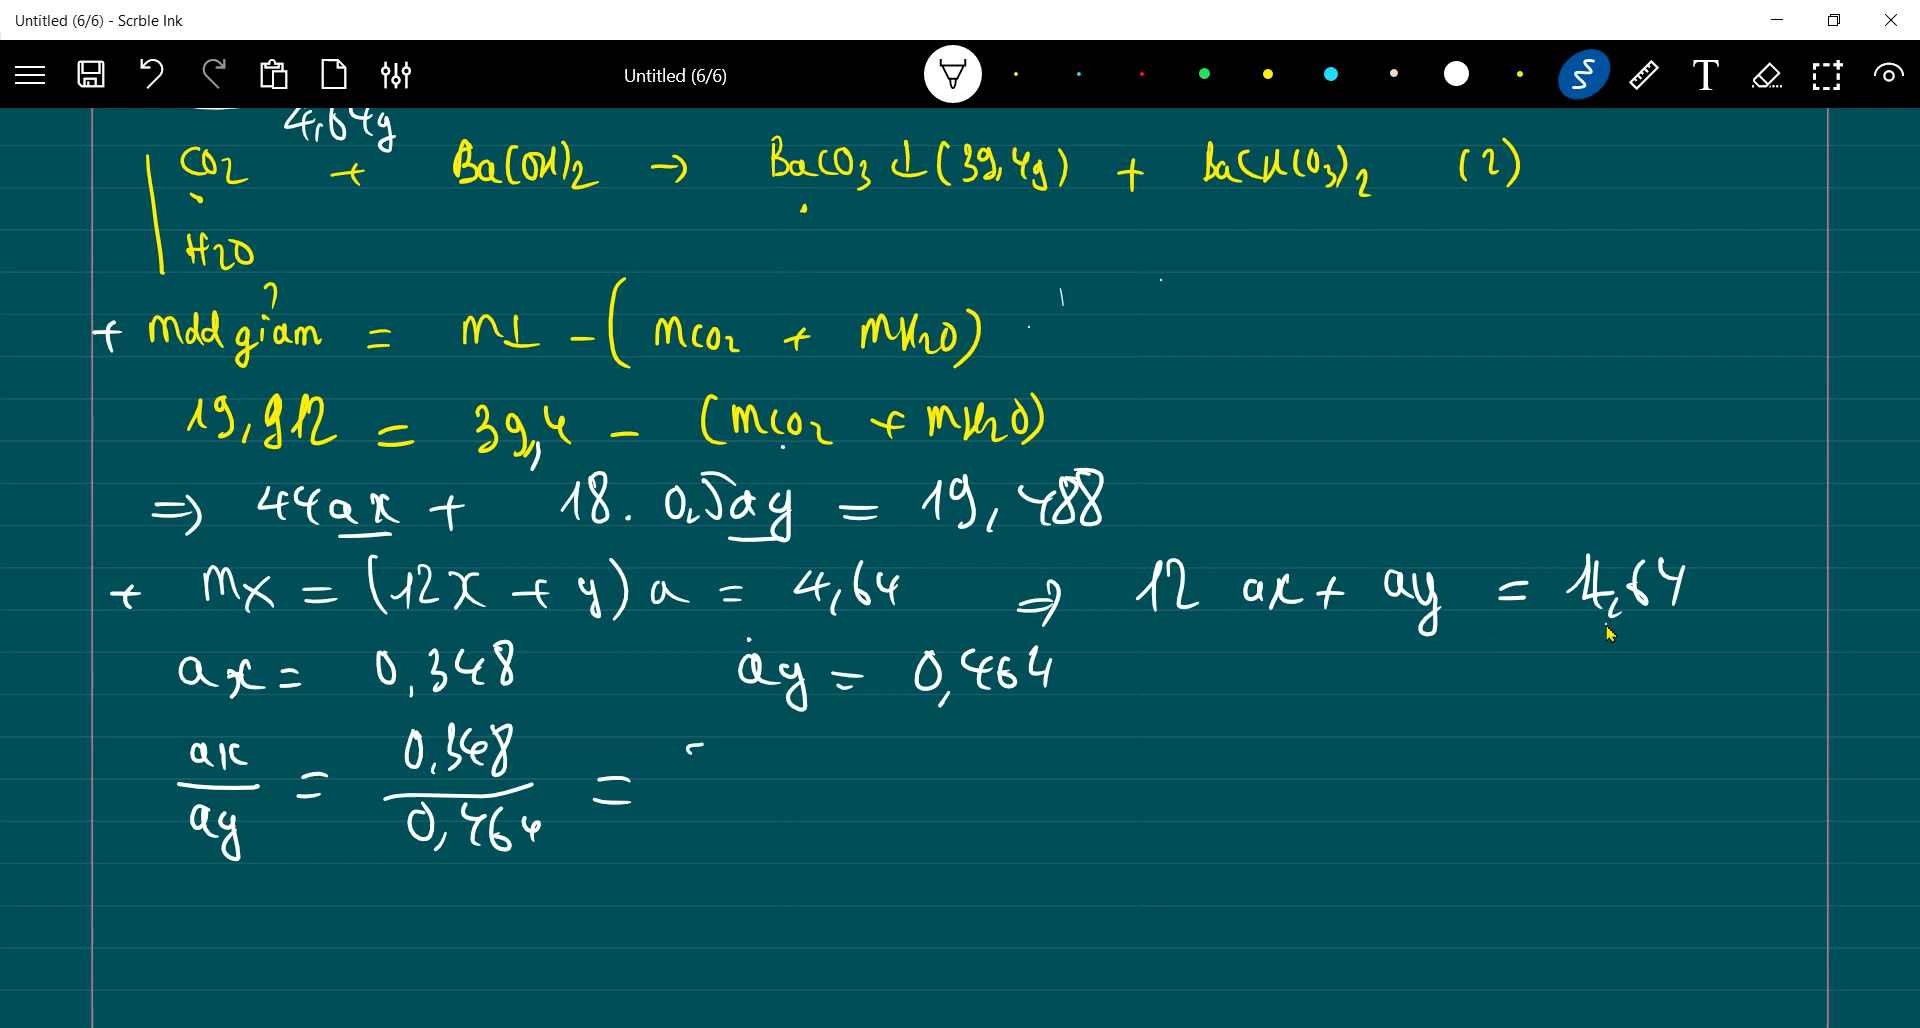 Untitled (6/6) - Scrble Ink
Untitled (6/6)
T
4,64g
CO2 + Ba(OH)2 → BaCO3 ↓ (39,4g) + Ba(HCO3)2 (2)
H2O
+ mdd giảm = m↓ - (mCO2 + mH2O)
19,912 = 39,4 - (mCO2 + mH2O)
=> 44ax + 18. 0,5ay = 19,488
+ mX = (12x + y) a = 4,64 => 12 ax + ay = 4,64
ax = 0,348 ay = 0,464
ax/ay = 0,348/0,464 =